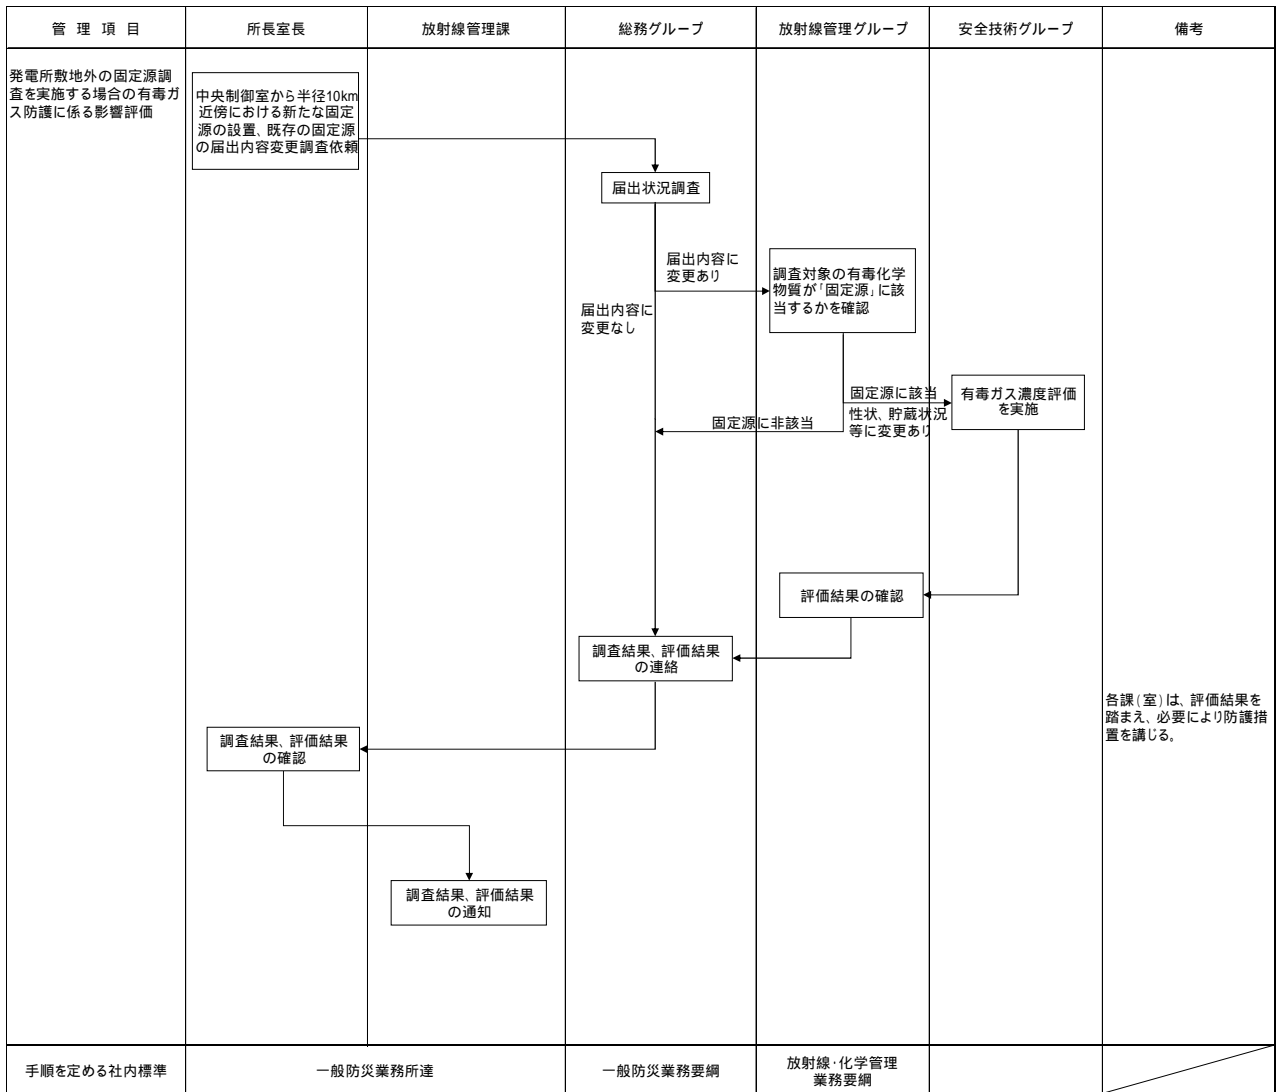 管 理 項 目
所長室長
放射線管理課
総務グループ
放射線管理グループ
安全技術グループ
備考
発電所敷地外の固定源調
査を実施する場合の有毒ガ
ス防護に係る影響評価
中央制御室から半径10km
近傍における新たな固定
源の設置、既存の固定源
の届出内容変更調査依頼
届出状況調査
届出内容に
変更あり
届出内容に
変更なし
調査対象の有毒化学
物質が「固定源」に該
当するかを確認
固定源に該当
性状、貯蔵状況
等に変更あり
固定源に非該当
有毒ガス濃度評価
を実施
評価結果の確認
調査結果、評価結果
の連絡
各課(室)は、評価結果を
踏まえ、必要により防護措
置を講じる。
調査結果、評価結果
の確認
調査結果、評価結果
の通知
手順を定める社内標準
一般防災業務所達
一般防災業務要綱
放射線・化学管理
業務要綱